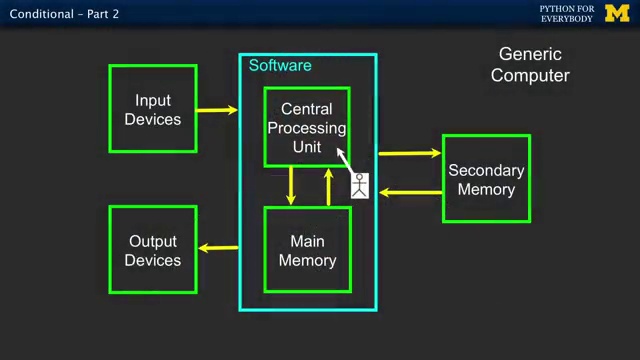 Conditional – Part 2
PYTHON FOR
EVERYBODY
M
Generic
Computer
Software
Input
Devices
Central
Processing
Unit
Secondary
Memory
Output
Devices
Main
Memory